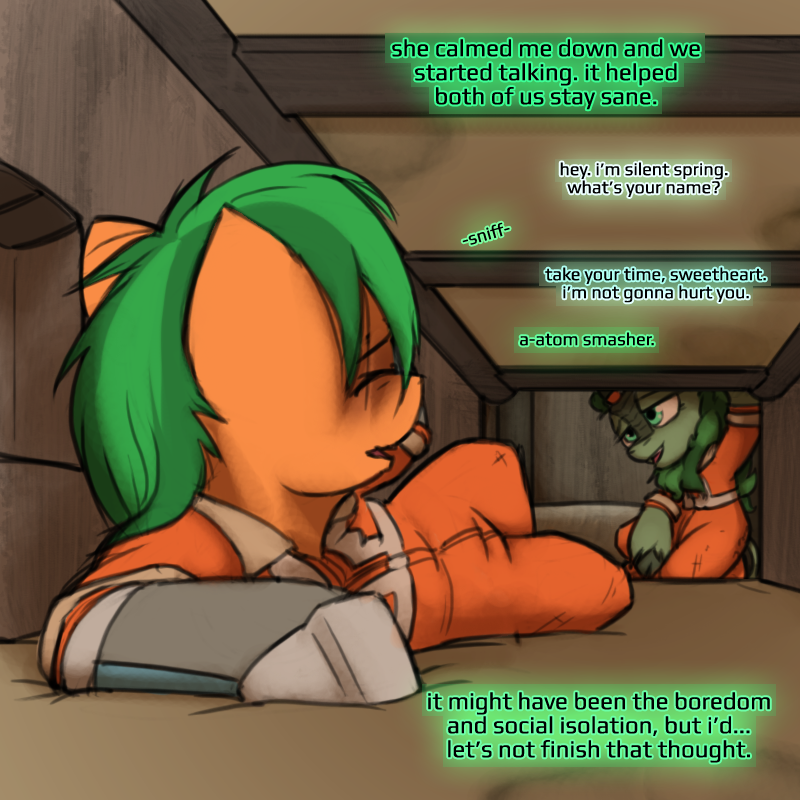 she calmed me down and we
started talking. it helped
both of us stay sane.
hey. i'm silent spring.
what's your name?
-sniff-
take your time, sweetheart.
i'm not gonna hurt you.
a-atom smasher.
it might have been the boredom
and social isolation, but i'd...
let's not finish that thought.